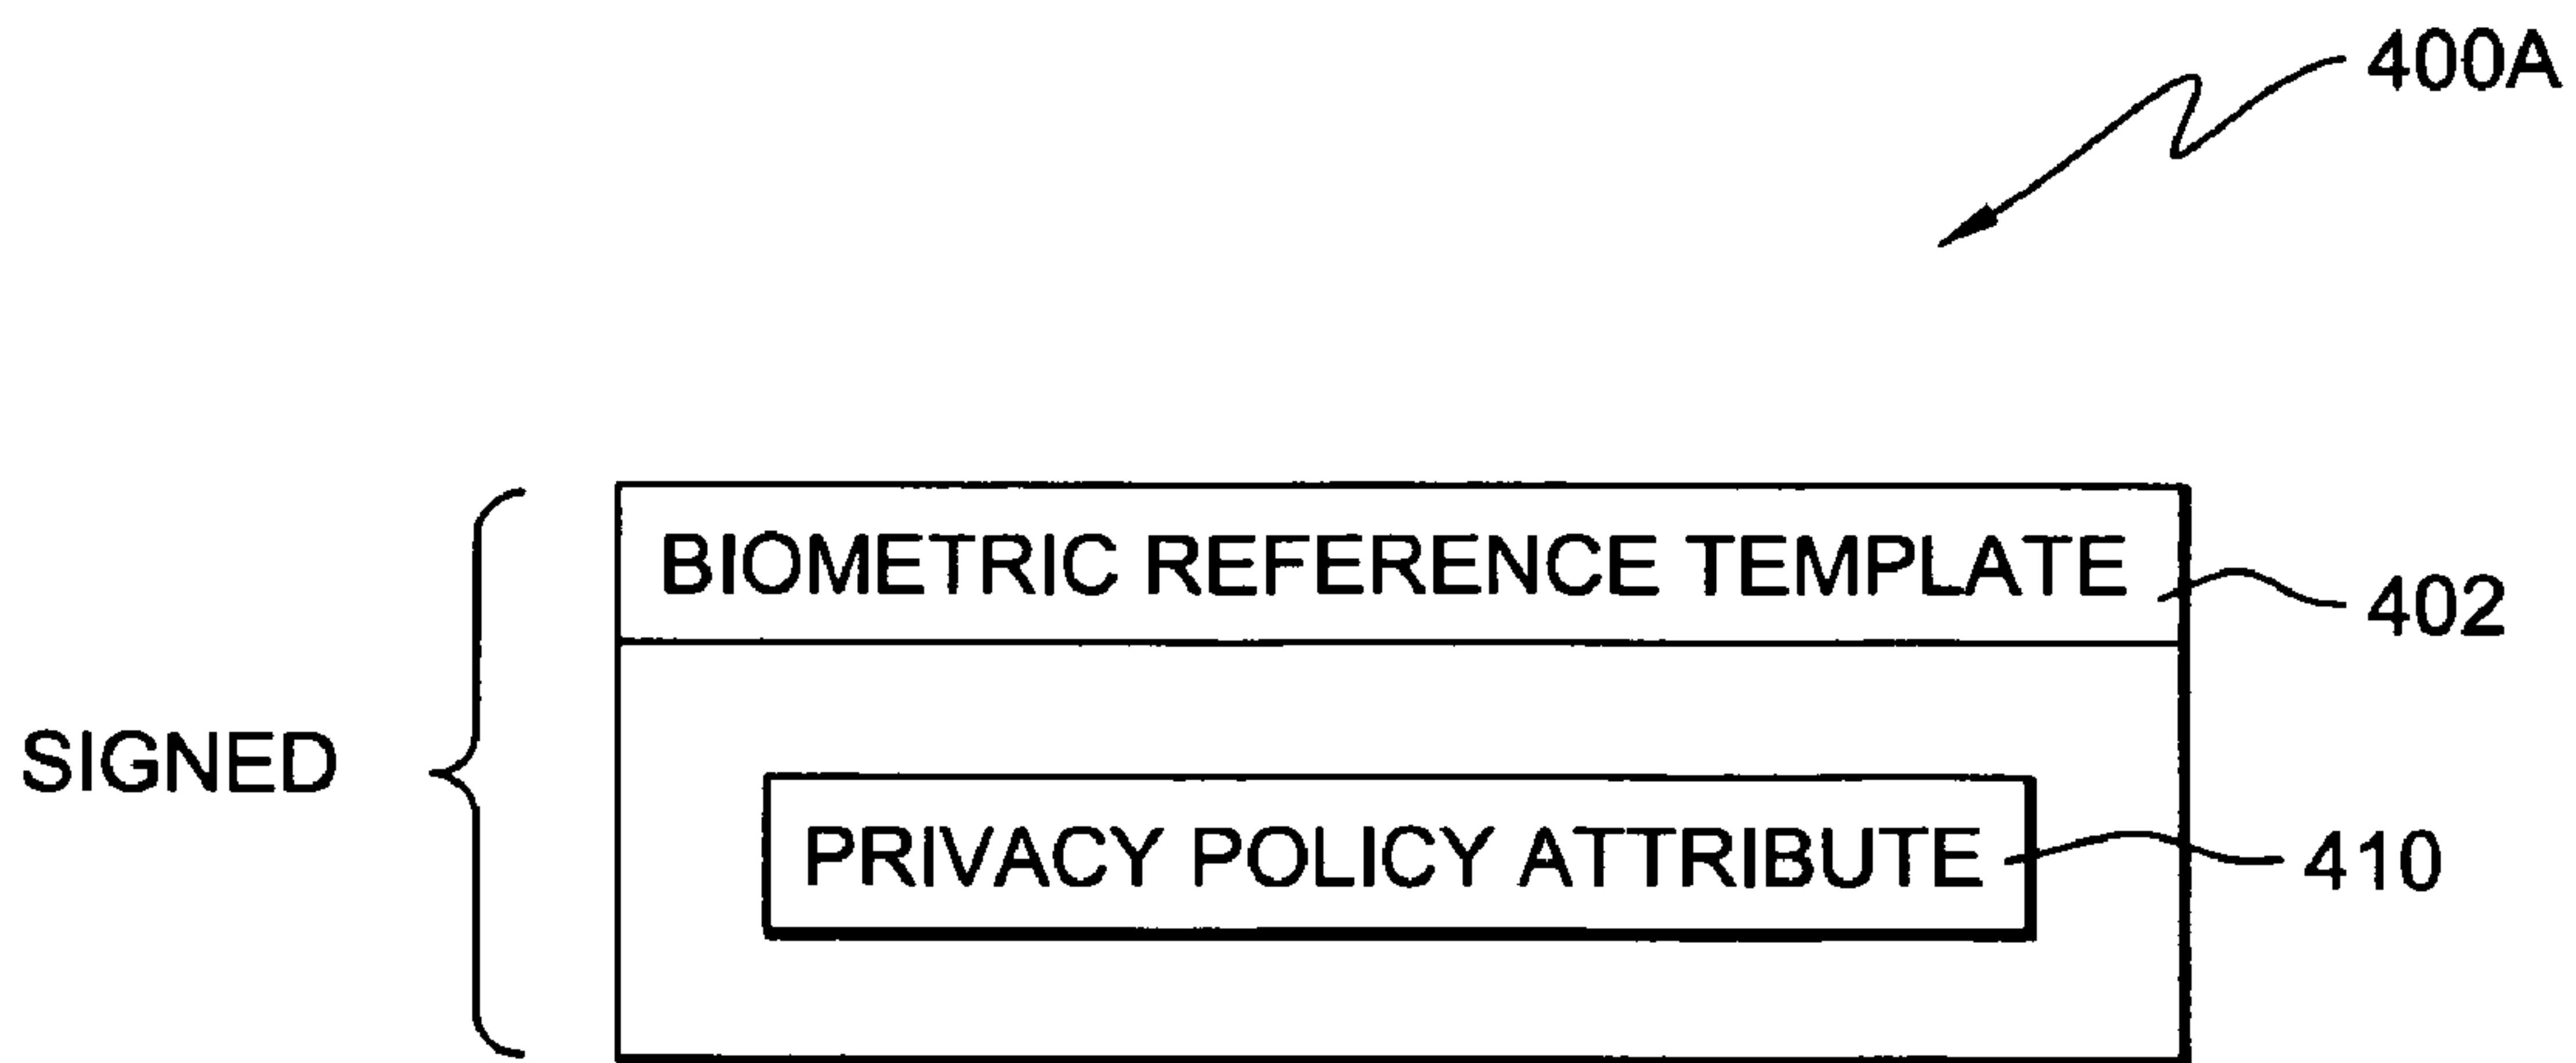 400A
BIOMETRIC REFERENCE TEMPLATE
402
SIGNED
PRIVACY POLICY ATTRIBUTE
410